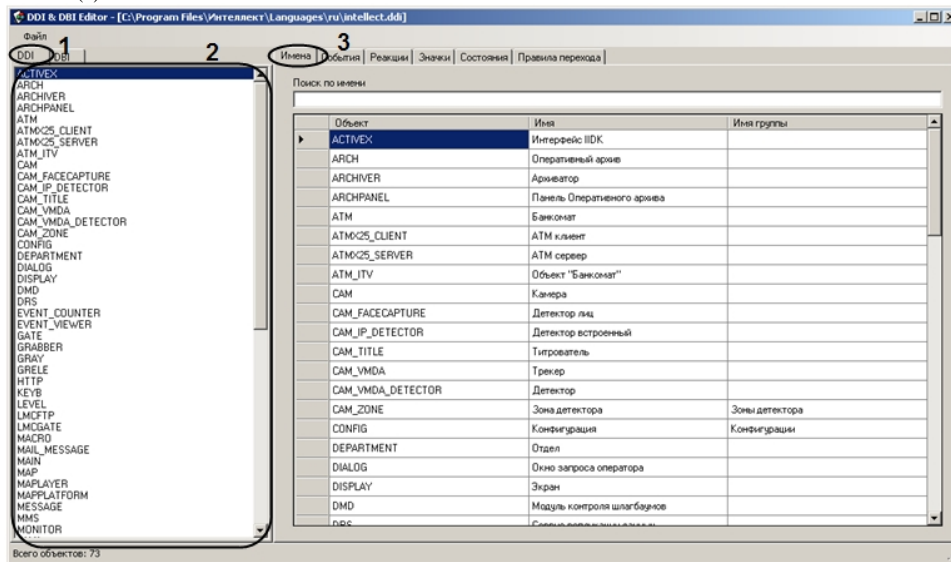 DDI & DBI Editor - [C:\Program Files\Интеллект\Languages\ru\intellect.ddi]
Файл
1
2
3
DDI DBI
Имена События Реакции Значки Состояния Правила перехода
ACTIVEX
ARCH
ARCHIVER
ARCHPANEL
ATM
ATMX25_CLIENT
ATMX25_SERVER
ATM_ITV
CAM
CAM_FACECAPTURE
CAM_IP_DETECTOR
CAM_TITLE
CAM_VMDA
CAM_VMDA_DETECTOR
CAM_ZONE
CONFIG
DEPARTMENT
DIALOG
DISPLAY
DMD
DRS
EVENT_COUNTER
EVENT_VIEWER
GATE
GRABBER
GRAY
GRELE
HTTP
KEYB
LEVEL
LMCFTP
LMCGATE
MACRO
MAIL_MESSAGE
MAIN
MAP
MAPLAYER
MAPPLATFORM
MESSAGE
MMS
MONITOR
Поиск по имени
Объект Имя Имя группы
ACTIVEX Интерфейс IIDK
ARCH Оперативный архив
ARCHIVER Архиватор
ARCHPANEL Панель Оперативного архива
ATM Банкомат
ATMX25_CLIENT ATM клиент
ATMX25_SERVER ATM сервер
ATM_ITV Объект "Банкомат"
CAM Камера
CAM_FACECAPTURE Детектор лиц
CAM_IP_DETECTOR Детектор встроенный
CAM_TITLE Титрователь
CAM_VMDA Трекер
CAM_VMDA_DETECTOR Детектор
CAM_ZONE Зона детектора Зоны детектора
CONFIG Конфигурация Конфигурации
DEPARTMENT Отдел
DIALOG Окно запроса оператора
DISPLAY Экран
DMD Модуль контроля шлагбаумов
DRS
Всего объектов: 73